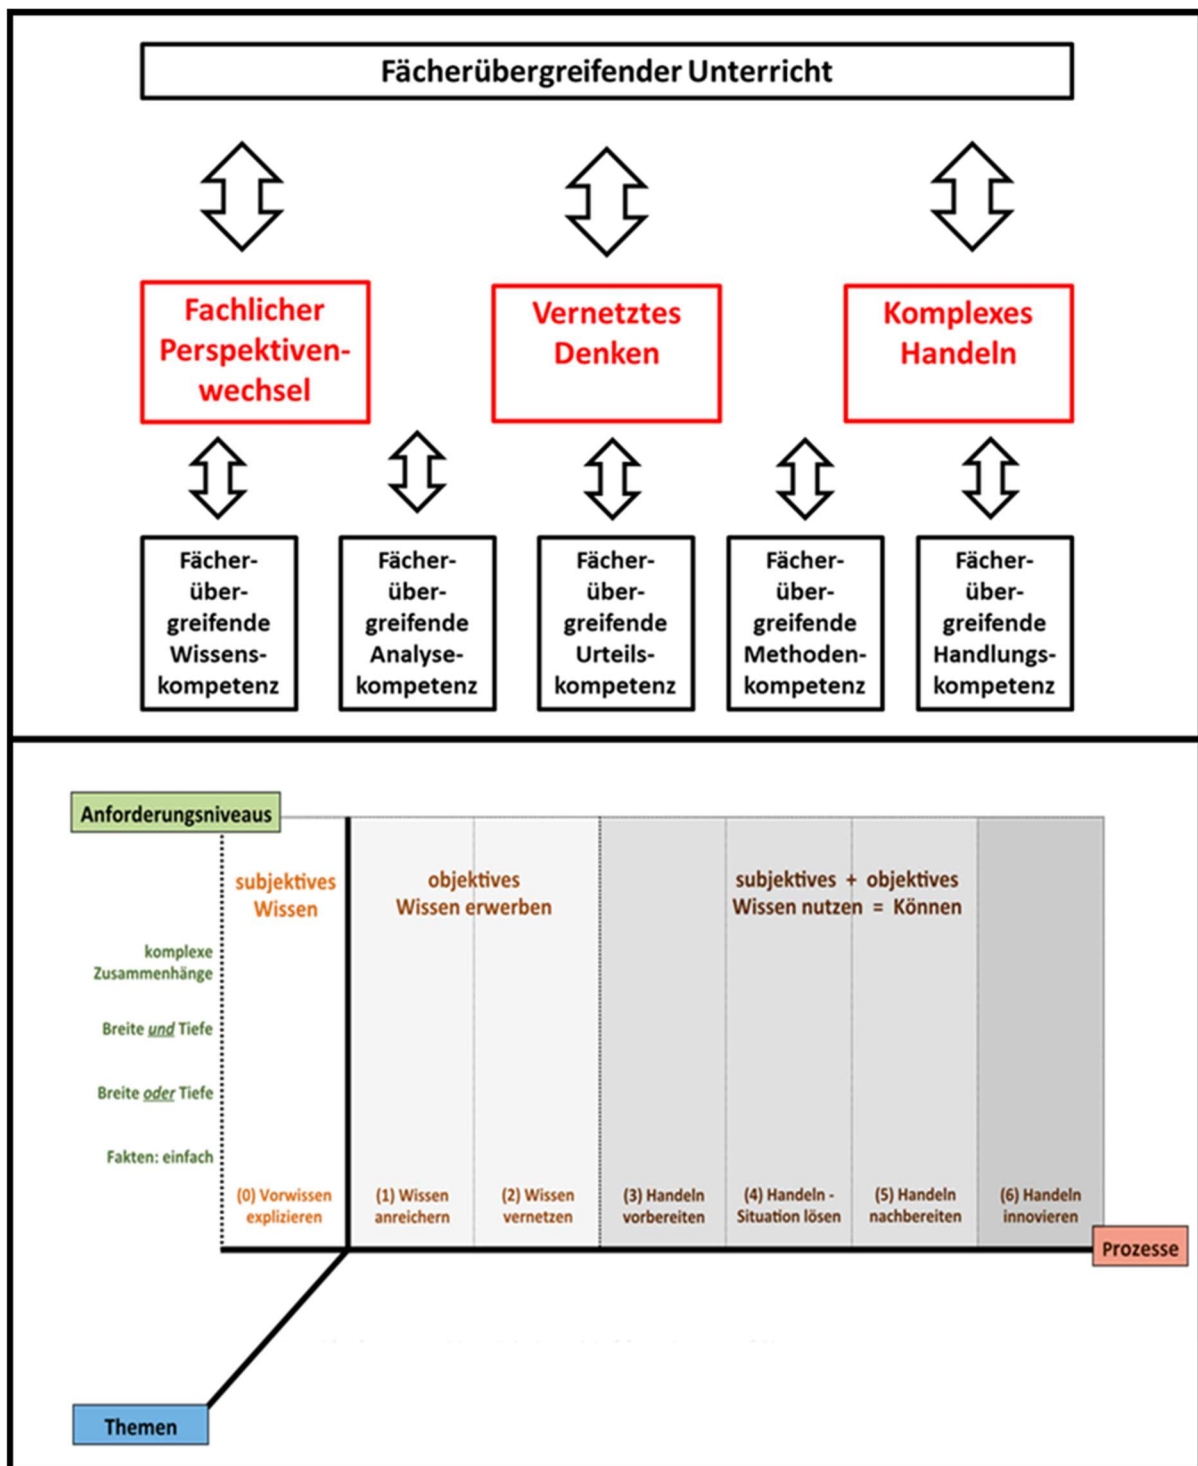 Fächerübergreifender Unterricht
Fachlicher
Perspektiven-
wechsel
Vernetztes
Denken
Komplexes
Handeln
Fächer-
über-
greifende
Wissens-
kompetenz
Fächer-
über-
greifende
Analyse-
kompetenz
Fächer-
über-
greifende
Urteils-
kompetenz
Fächer-
über-
greifende
Methoden-
kompetenz
Fächer-
über-
greifende
Handlungs-
kompetenz
Anforderungsniveaus
subjektives
Wissen
objektives
Wissen erwerben
subjektives + objektives
Wissen nutzen = Können
komplexe
Zusammenhänge
Breite und Tiefe
Breite oder Tiefe
Fakten: einfach
(0) Vorwissen
explizieren
(1) Wissen
anreichern
(2) Wissen
vernetzen
(3) Handeln
vorbereiten
(4) Handeln -
Situation lösen
(5) Handeln
nachbereiten
(6) Handeln
innovieren
Prozesse
Themen